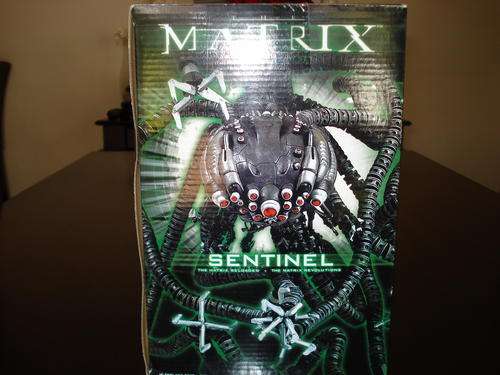 MATRIX
SENTINEL
THE MATRIX RELOADED • THE MATRIX REVOLUTIONS